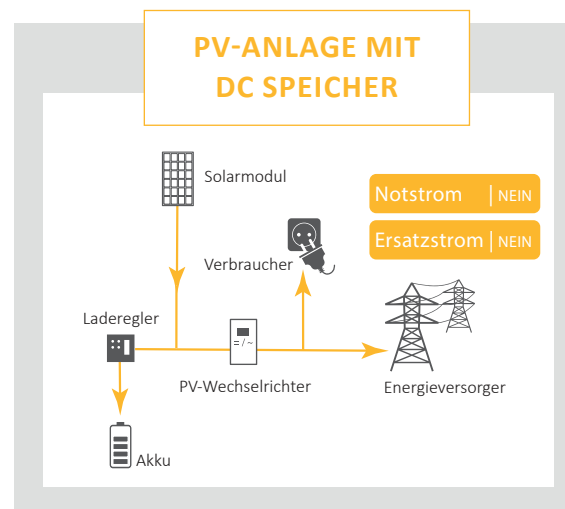 PV-ANLAGE MIT
DC SPEICHER
Solarmodul
Notstrom | NEIN
Ersatzstrom | NEIN
Verbraucher
Laderegler
= / ~
PV-Wechselrichter
Energieversorger
Akku